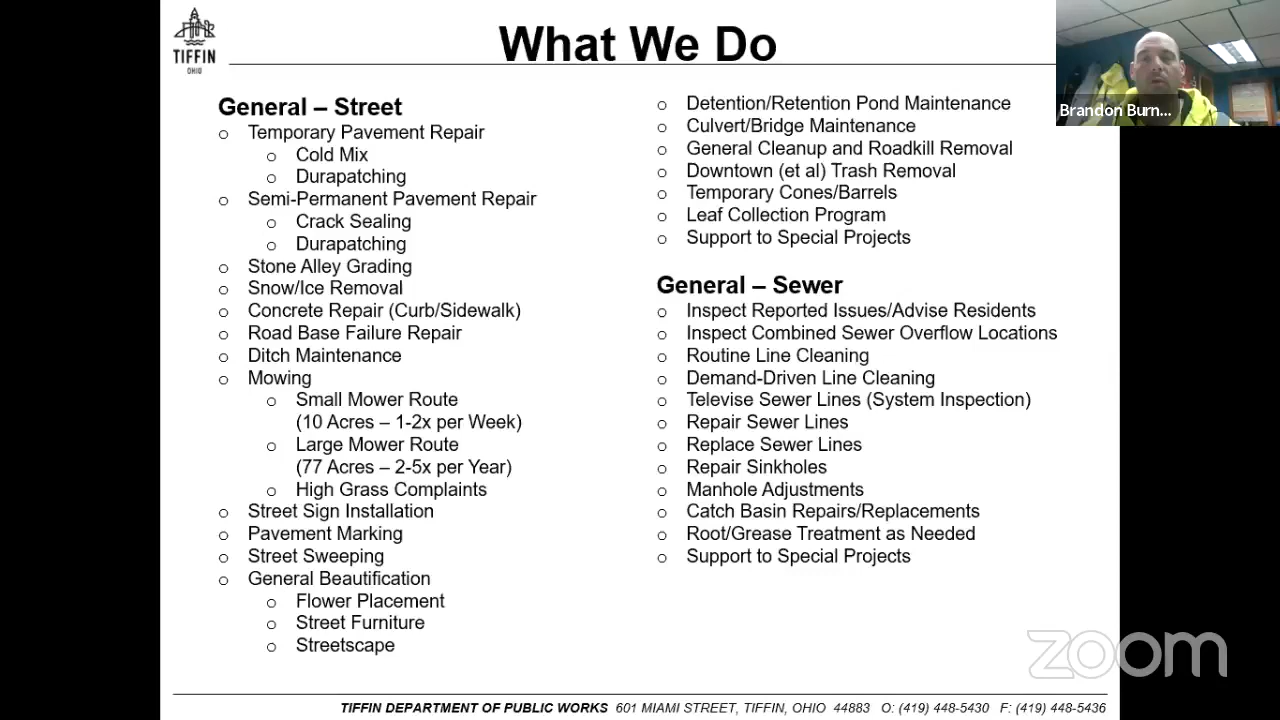 TIFFIN
OHIO
What We Do
Brandon Burn...
General – Street
o Temporary Pavement Repair
o Cold Mix
o Durapatching
o Semi-Permanent Pavement Repair
o Crack Sealing
o Durapatching
o Stone Alley Grading
o Snow/Ice Removal
o Concrete Repair (Curb/Sidewalk)
o Road Base Failure Repair
o Ditch Maintenance
o Mowing
o Small Mower Route
(10 Acres – 1-2x per Week)
o Large Mower Route
(77 Acres – 2-5x per Year)
o High Grass Complaints
o Street Sign Installation
o Pavement Marking
o Street Sweeping
o General Beautification
o Flower Placement
o Street Furniture
o Streetscape
o Detention/Retention Pond Maintenance
o Culvert/Bridge Maintenance
o General Cleanup and Roadkill Removal
o Downtown (et al) Trash Removal
o Temporary Cones/Barrels
o Leaf Collection Program
o Support to Special Projects
General – Sewer
o Inspect Reported Issues/Advise Residents
o Inspect Combined Sewer Overflow Locations
o Routine Line Cleaning
o Demand-Driven Line Cleaning
o Televise Sewer Lines (System Inspection)
o Repair Sewer Lines
o Replace Sewer Lines
o Repair Sinkholes
o Manhole Adjustments
o Catch Basin Repairs/Replacements
o Root/Grease Treatment as Needed
o Support to Special Projects
zoom
TIFFIN DEPARTMENT OF PUBLIC WORKS 601 MIAMI STREET, TIFFIN, OHIO 44883 O: (419) 448-5430 F: (419) 448-5436